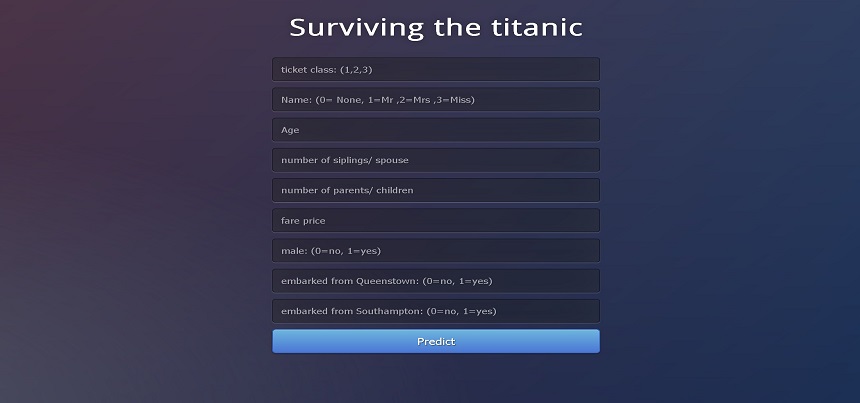 Surviving the titanic
ticket class: (1,2,3)
Name: (0= None, 1=Mr ,2=Mrs ,3=Miss)
Age
number of siplings/ spouse
number of parents/ children
fare price
male: (0=no, 1=yes)
embarked from Queenstown: (0=no, 1=yes)
embarked from Southampton: (0=no, 1=yes)
Predict